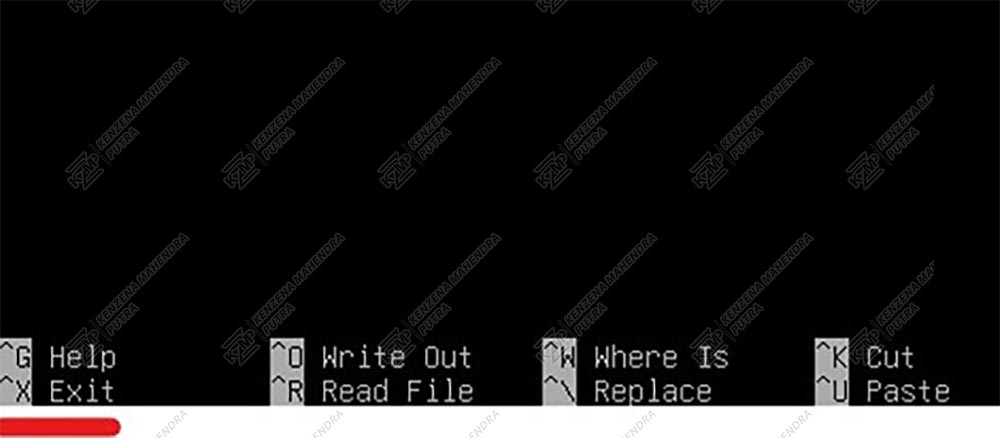 KENZENA MAHENDRA
PUTRA
^G Help ^O Write Out ^W Where Is ^K Cut
^X Exit ^R Read File ^\ Replace ^U Paste